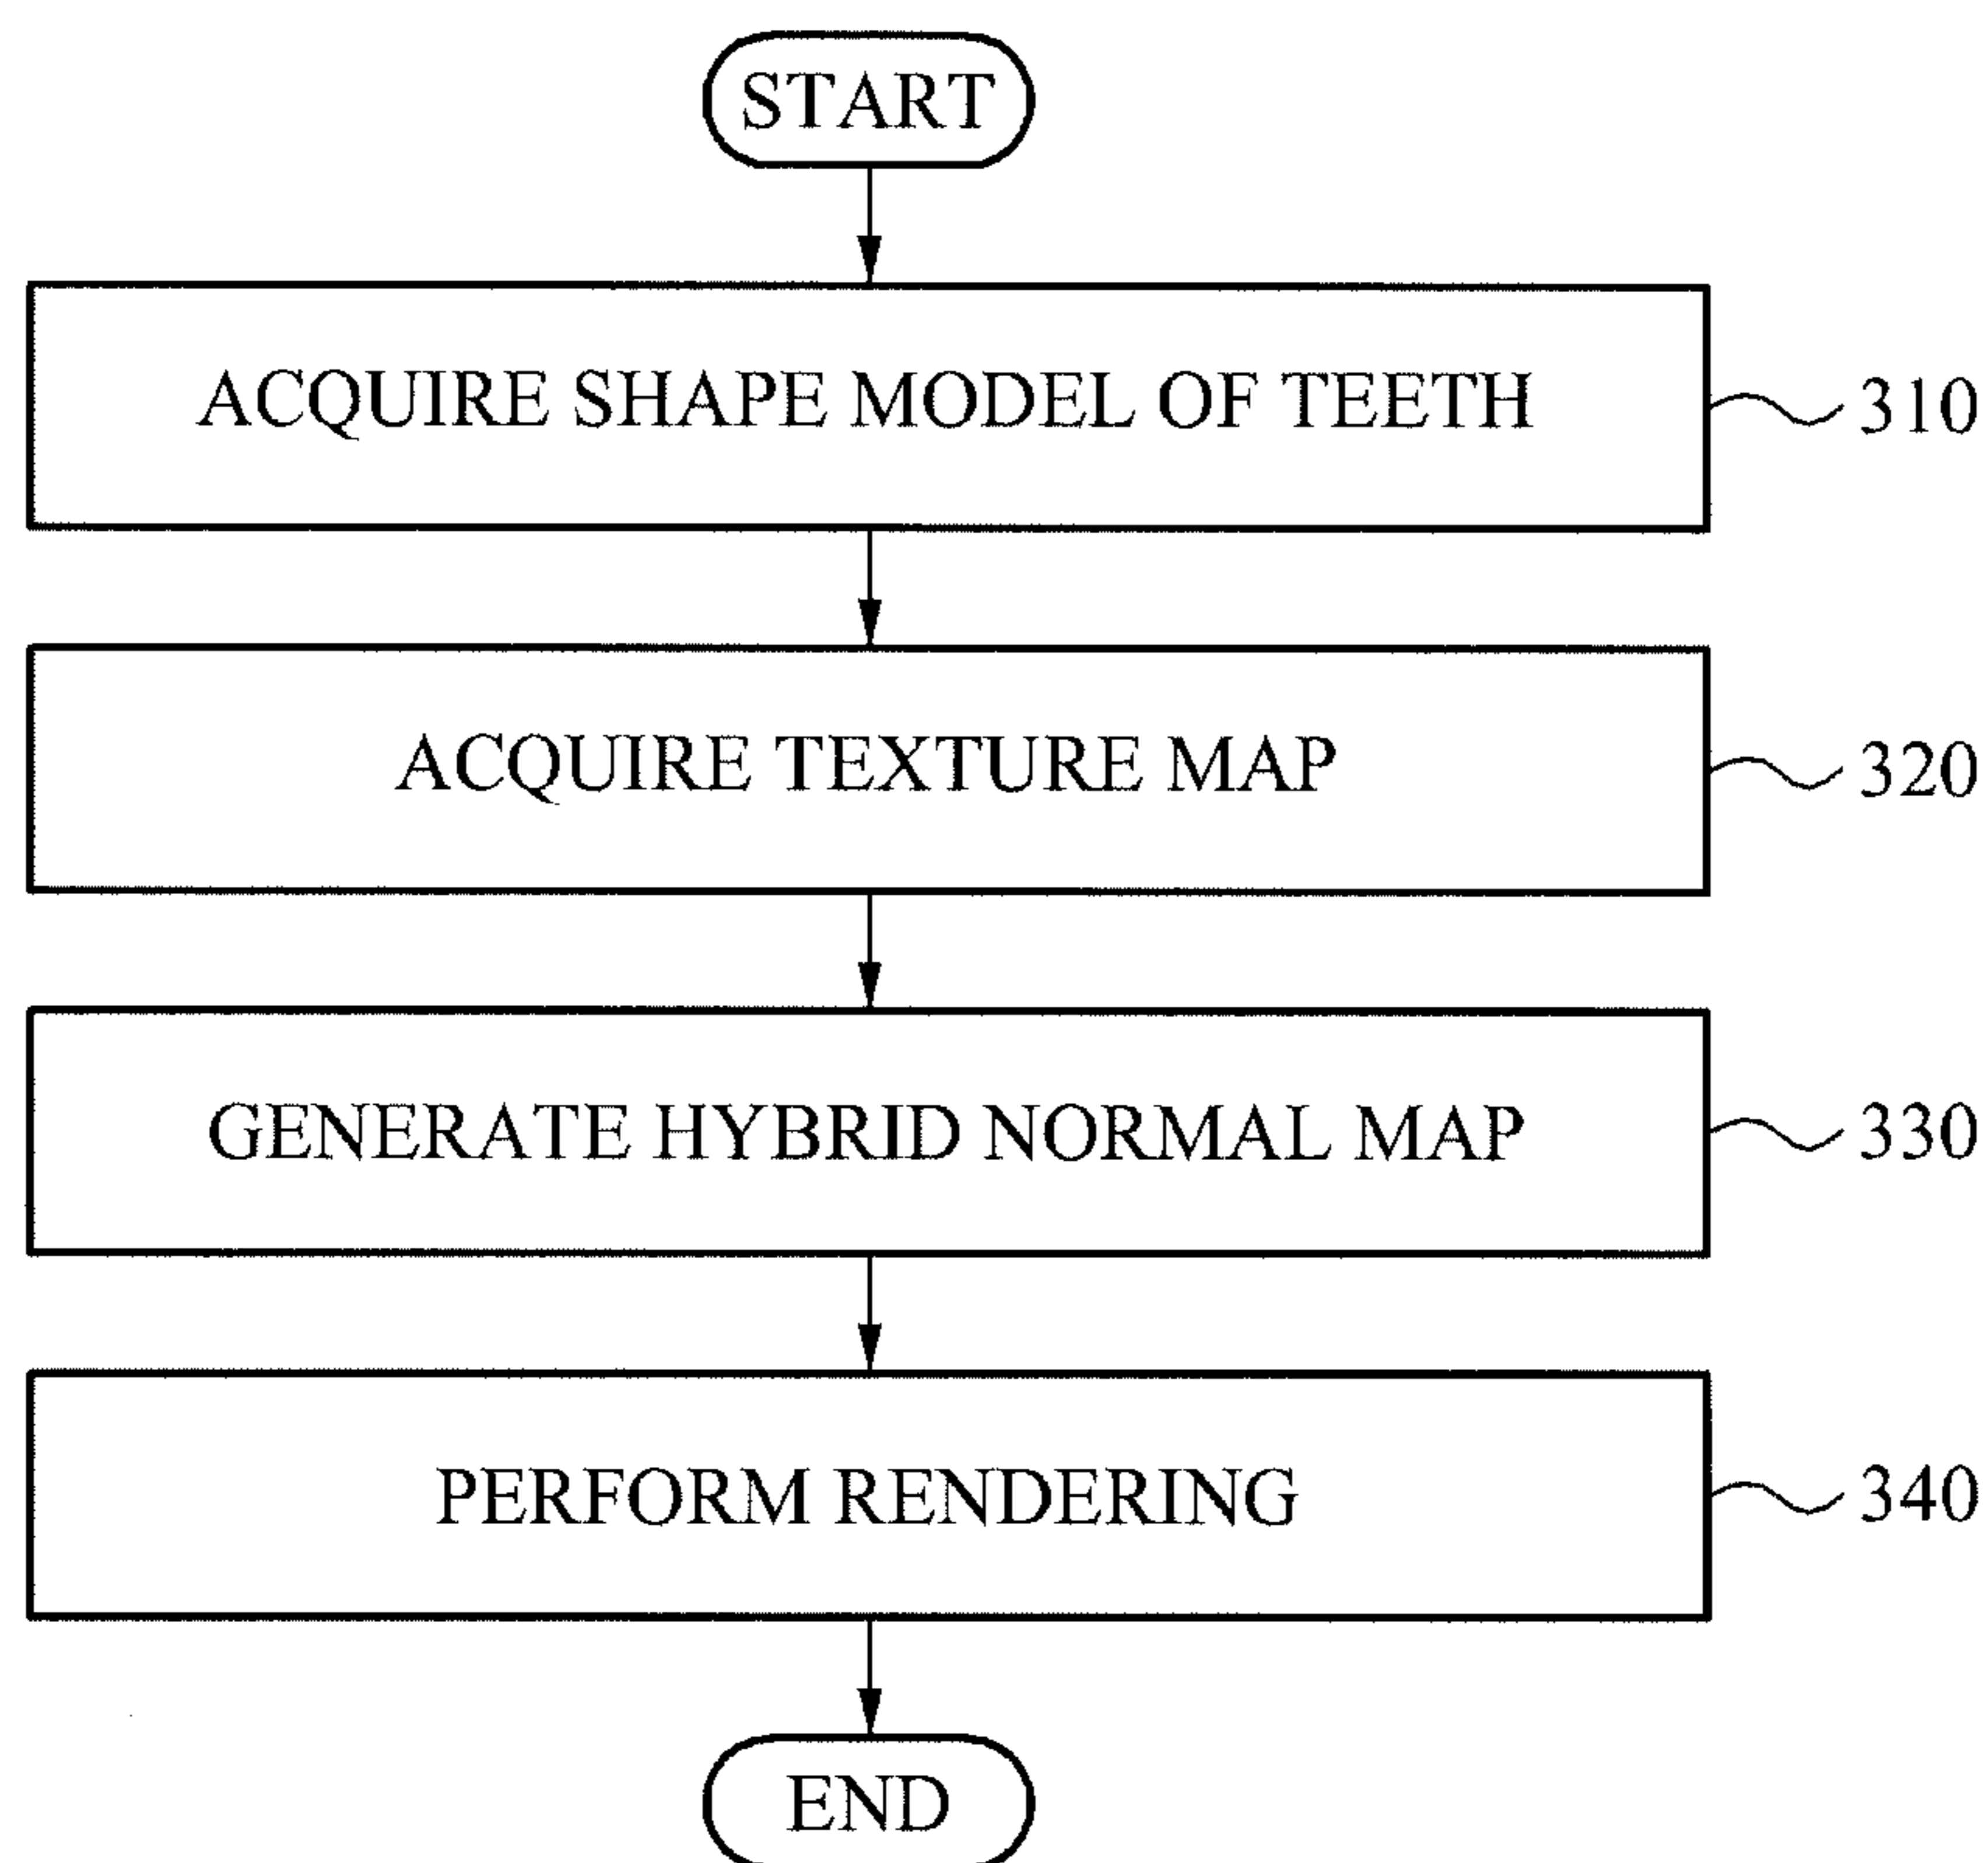 START
ACQUIRE SHAPE MODEL OF TEETH
310
ACQUIRE TEXTURE MAP
320
GENERATE HYBRID NORMAL MAP
330
PERFORM RENDERING
340
END